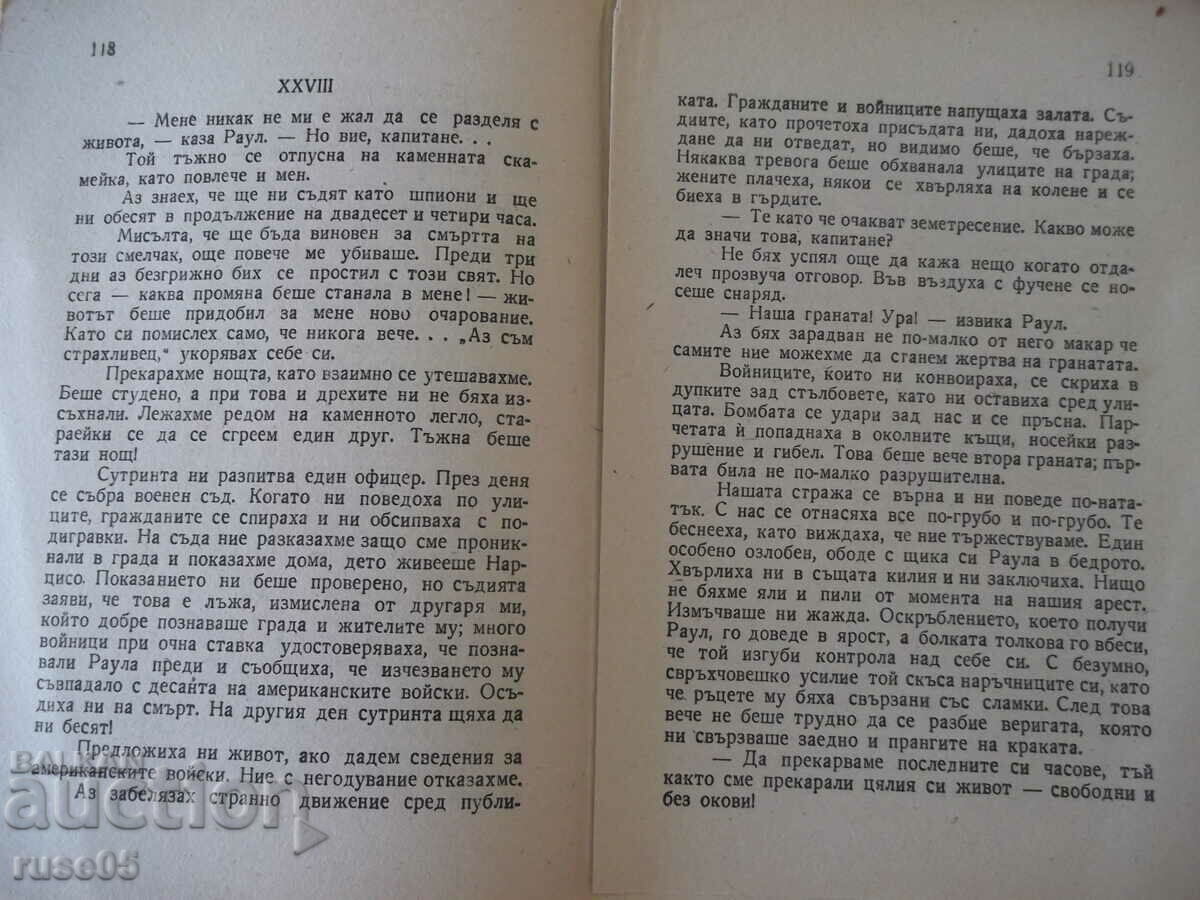 118
XXVIII
— Мене никак не ми е жал да се разделя с
живота, — каза Раул. — Но вие, капитане. . .
Той тъжно се отпусна на каменната ска-
мейка, като повлече и мен.
Аз знаех, че ще ни съдят като шпиони и ще
ни обесят в продължение на двадесет и четири часа.
Мисълта, че ще бъда виновен за смъртта на
този смелчак, още повече ме убиваше. Преди три
дни аз безгрижно бих се простил с този свят. Но
сега — каква промяна беше станала в мене! — жи-
вотът беше придобил за мене ново очарование.
Като си помислех само, че никога вече. . . „Аз съм
страхливец,“ укорявах себе си.
Прекарахме нощта, като взаимно се утешавахме.
Беше студено, а при това и дрехите ни не бяха из-
съхнали. Лежахме редом на каменното легло, ста-
раейки се да се сгреем един друг. Тъжна беше
тази нощ!
Сутринта ни разпитва един офицер. През деня
се събра военен съд. Когато ни поведоха по ули-
ците, гражданите се спираха и ни обсипваха с по-
дигравки. На съда ние разказахме защо сме проник-
нали в града и показахме дома, дето живееше Нар-
цисо. Показанието ни беше проверено, но съдията
заяви, че това е лъжа, измислена от другаря ми,
който добре познаваше града и жителите му; много
войници при очна ставка удостоверяваха, че позна-
вали Раула преди и съобщиха, че изчезването му
съвпадало с десанта на американските войски. Осъ-
диха ни на смърт. На другия ден сутринта щяха да
ни бесят!
Предложиха ни живот, ако дадем сведения за
американските войски. Ние с негодувание отказахме.
Аз забелязах странно движение сред публи-
119
ката. Гражданите и войниците напущаха залата. Съ-
диите, като прочетоха присъдата ни, дадоха нареж-
дане да ни отведат, но видимо беше, че бързаха.
Някаква тревога беше обхванала улиците на града;
жените плачеха, някои се хвърляха на колене и се
биеха в гърдите.
— Те като че очакват земетресение. Какво може
да значи това, капитане?
Не бях успял още да кажа нещо когато отда-
леч прозвуча отговор. Във въздуха с фучене се но-
сеше снаряд.
— Наша граната! Ура! — извика Раул.
Аз бях зарадван не по-малко от него макар че
самите ние можехме да станем жертва на гранатата.
Войниците, които ни конвоираха, се скриха в
дупките зад стълбовете, като ни оставиха сред ули-
цата. Бомбата се удари зад нас и се пръсна. Пар-
четата ѝ попаднаха в околните къщи, носейки раз-
рушение и гибел. Това беше вече втора граната; пър-
вата била не по-малко разрушителна.
Нашата стража се върна и ни поведе по-ната-
тък. С нас се отнасяха все по-грубо и по-грубо. Те
беснееха, като виждаха, че ние тържествуваме. Един
особено озлобен, ободе с щика си Раула в бедрото.
Хвърлиха ни в същата килия и ни заключиха. Нищо
не бяхме яли и пили от момента на нашия арест.
Измъчваше ни жажда. Оскръблението, което получи
Раул, го доведе в ярост, а болката толкова го вбеси,
че той изгуби контрола над себе си. С безумно,
свръхчовешко усилие той скъса наръчниците си, като
че ръцете му бяха свързани със сламки. След това
вече не беше трудно да се разбие веригата, която
ни свързваше заедно и прангите на краката.
— Да прекарваме последните си часове, тъй
както сме прекарали целия си живот — свободни и
без окови!
BALKAN
auction
ruse05